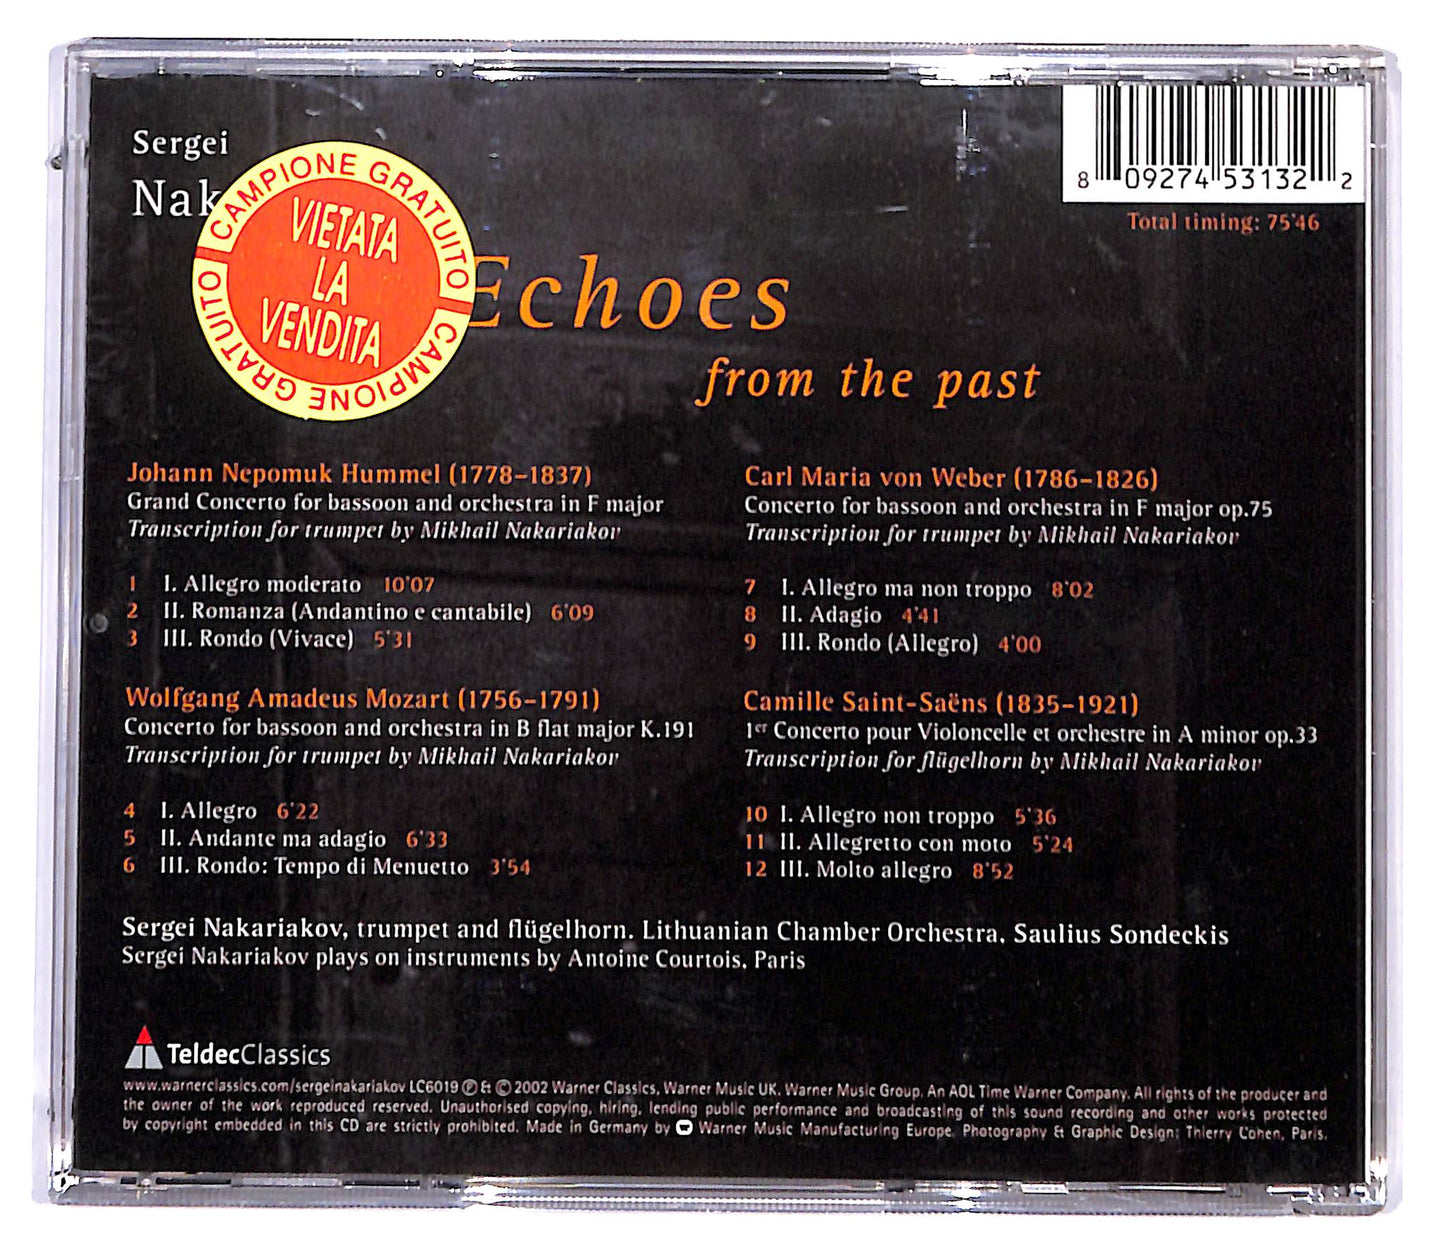 Sergei
Nak
CAMPIONE GRATUITO
CAMPIONE GRATUITO
VIETATA
LA
VENDITA
8 09274 53132 2
Total timing: 75'46
Echoes
from the past
Johann Nepomuk Hummel (1778–1837)
Grand Concerto for bassoon and orchestra in F major
Transcription for trumpet by Mikhail Nakariakov
1 I. Allegro moderato 10'07
2 II. Romanza (Andantino e cantabile) 6'09
3 III. Rondo (Vivace) 5'31
Wolfgang Amadeus Mozart (1756–1791)
Concerto for bassoon and orchestra in B flat major K.191
Transcription for trumpet by Mikhail Nakariakov
4 I. Allegro 6'22
5 II. Andante ma adagio 6'33
6 III. Rondo: Tempo di Menuetto 3'54
Carl Maria von Weber (1786–1826)
Concerto for bassoon and orchestra in F major op.75
Transcription for trumpet by Mikhail Nakariakov
7 I. Allegro ma non troppo 8'02
8 II. Adagio 4'41
9 III. Rondo (Allegro) 4'00
Camille Saint-Saëns (1835–1921)
1er Concerto pour Violoncelle et orchestre in A minor op.33
Transcription for flügelhorn by Mikhail Nakariakov
10 I. Allegro non troppo 5'36
11 II. Allegretto con moto 5'24
12 III. Molto allegro 8'52
Sergei Nakariakov, trumpet and flügelhorn. Lithuanian Chamber Orchestra, Saulius Sondeckis
Sergei Nakariakov plays on instruments by Antoine Courtois, Paris
TeldecClassics
www.warnerclassics.com/sergeinakariakov LC6019 ℗ & © 2002 Warner Classics, Warner Music UK, Warner Music Group, An AOL Time Warner Company. All rights of the producer and
the owner of the work reproduced reserved. Unauthorised copying, hiring, lending public performance and broadcasting of this sound recording and other works protected
by copyright embedded in this CD are strictly prohibited. Made in Germany by Warner Music Manufacturing Europe. Photography & Graphic Design: Thierry Cohen, Paris.